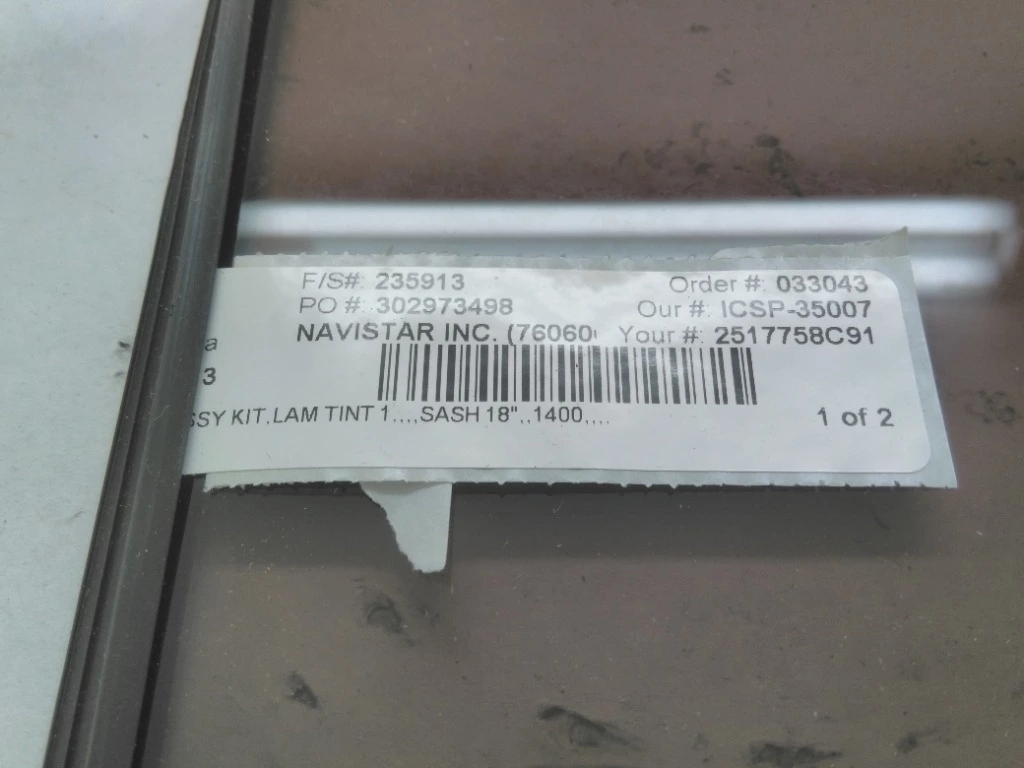 F/S#: 235913 Order #: 033043
PO #: 302973498 Our #: ICSP-35007
NAVISTAR INC. (76060 Your #: 2517758C91
a
3
SSY KIT,LAM TINT 1,,,,SASH 18",,1400,,,,
1 of 2